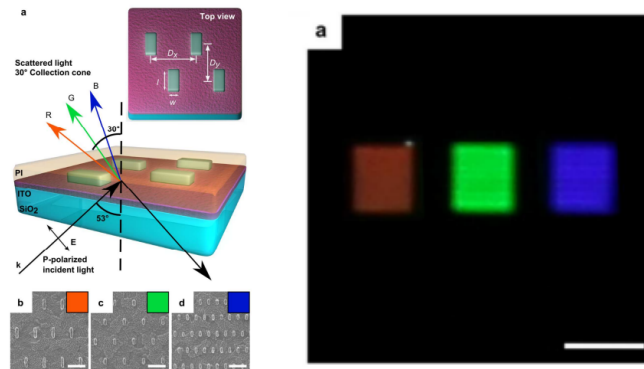 a
Top view
Dx
Dy
l
w
Scattered light
30° Collection cone
R
G
B
30°
PI
ITO
SiO2
53°
E
k
P-polarized
incident light
b
c
d
a